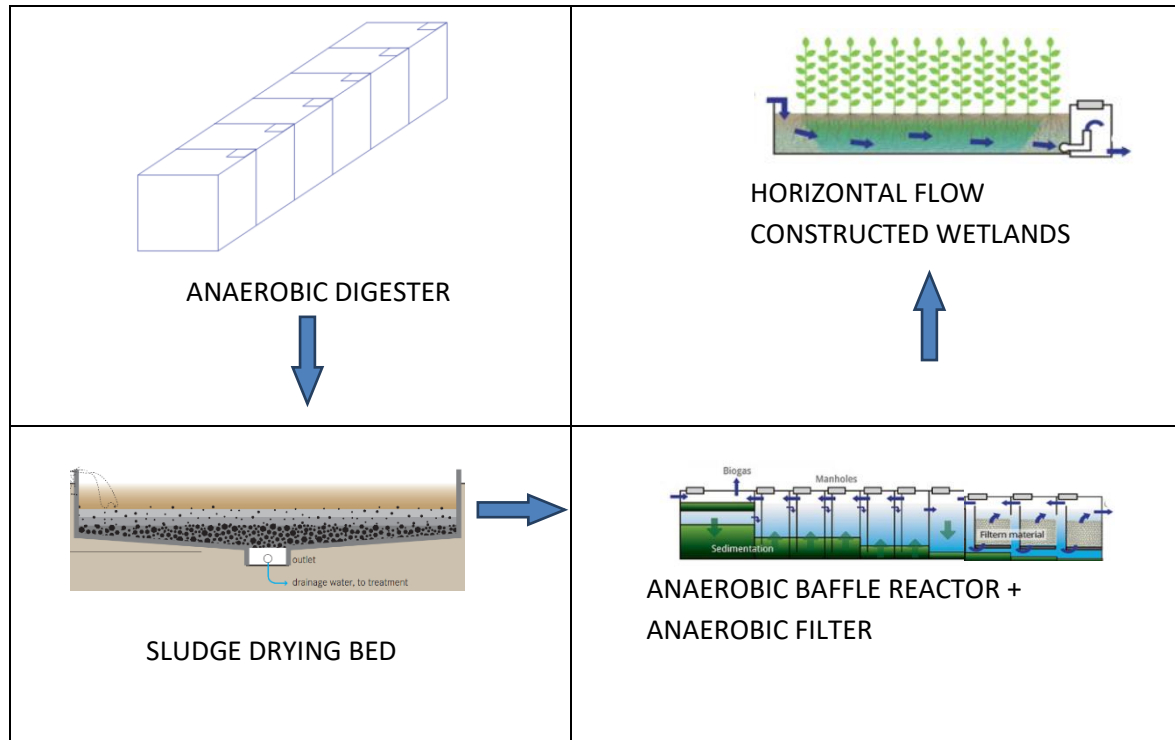 ANAEROBIC DIGESTER
HORIZONTAL FLOW
CONSTRUCTED WETLANDS
outlet
drainage water, to treatment
SLUDGE DRYING BED
Biogas
Manholes
Sedimentation
Filtern material
ANAEROBIC BAFFLE REACTOR +
ANAEROBIC FILTER